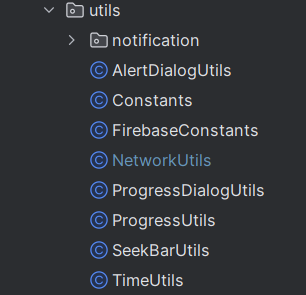 utils
notification
AlertDialogUtils
Constants
FirebaseConstants
NetworkUtils
ProgressDialogUtils
ProgressUtils
SeekBarUtils
TimeUtils